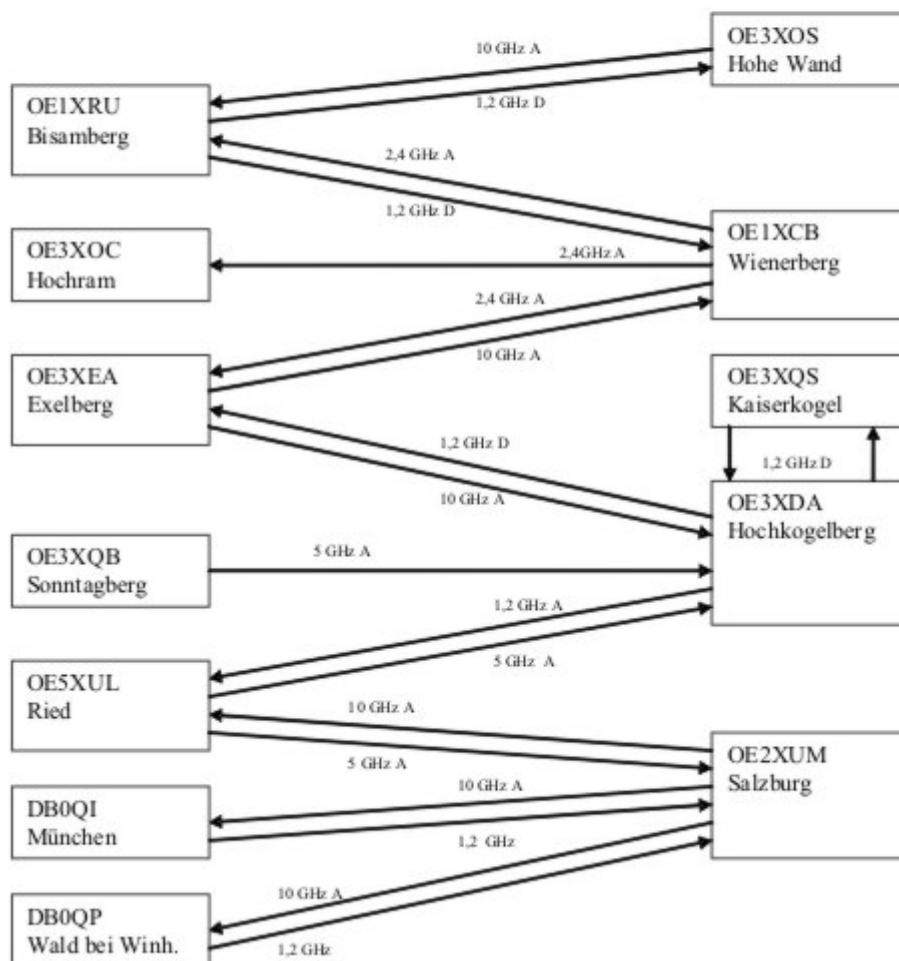 10 GHz A
OE3XOS
Hohe Wand
OE1XRU
Bisamberg
1,2 GHz D
2,4 GHz A
1,2 GHz D
OE1XCB
Wienerberg
OE3XOC
Hochram
2,4GHz A
2,4 GHz A
10 GHz A
OE3XEA
Exelberg
OE3XQS
Kaiserkogel
1,2 GHz D
1,2 GHz D
10 GHz A
OE3XDA
Hochkogelberg
OE3XQB
Sonntagberg
5 GHz A
1,2 GHz A
5 GHz A
OE5XUL
Ried
10 GHz A
5 GHz A
OE2XUM
Salzburg
DB0QI
München
10 GHz A
1,2 GHz
10 GHz A
DB0QP
Wald bei Winh.
1,2 GHz